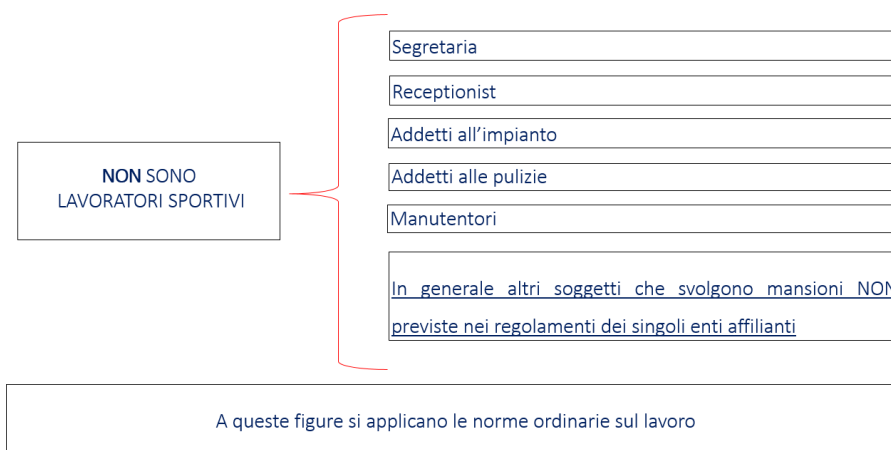 NON SONO
LAVORATORI SPORTIVI
Segretaria
Receptionist
Addetti all'impianto
Addetti alle pulizie
Manutentori
In generale altri soggetti che svolgono mansioni NON
previste nei regolamenti dei singoli enti affilianti
A queste figure si applicano le norme ordinarie sul lavoro